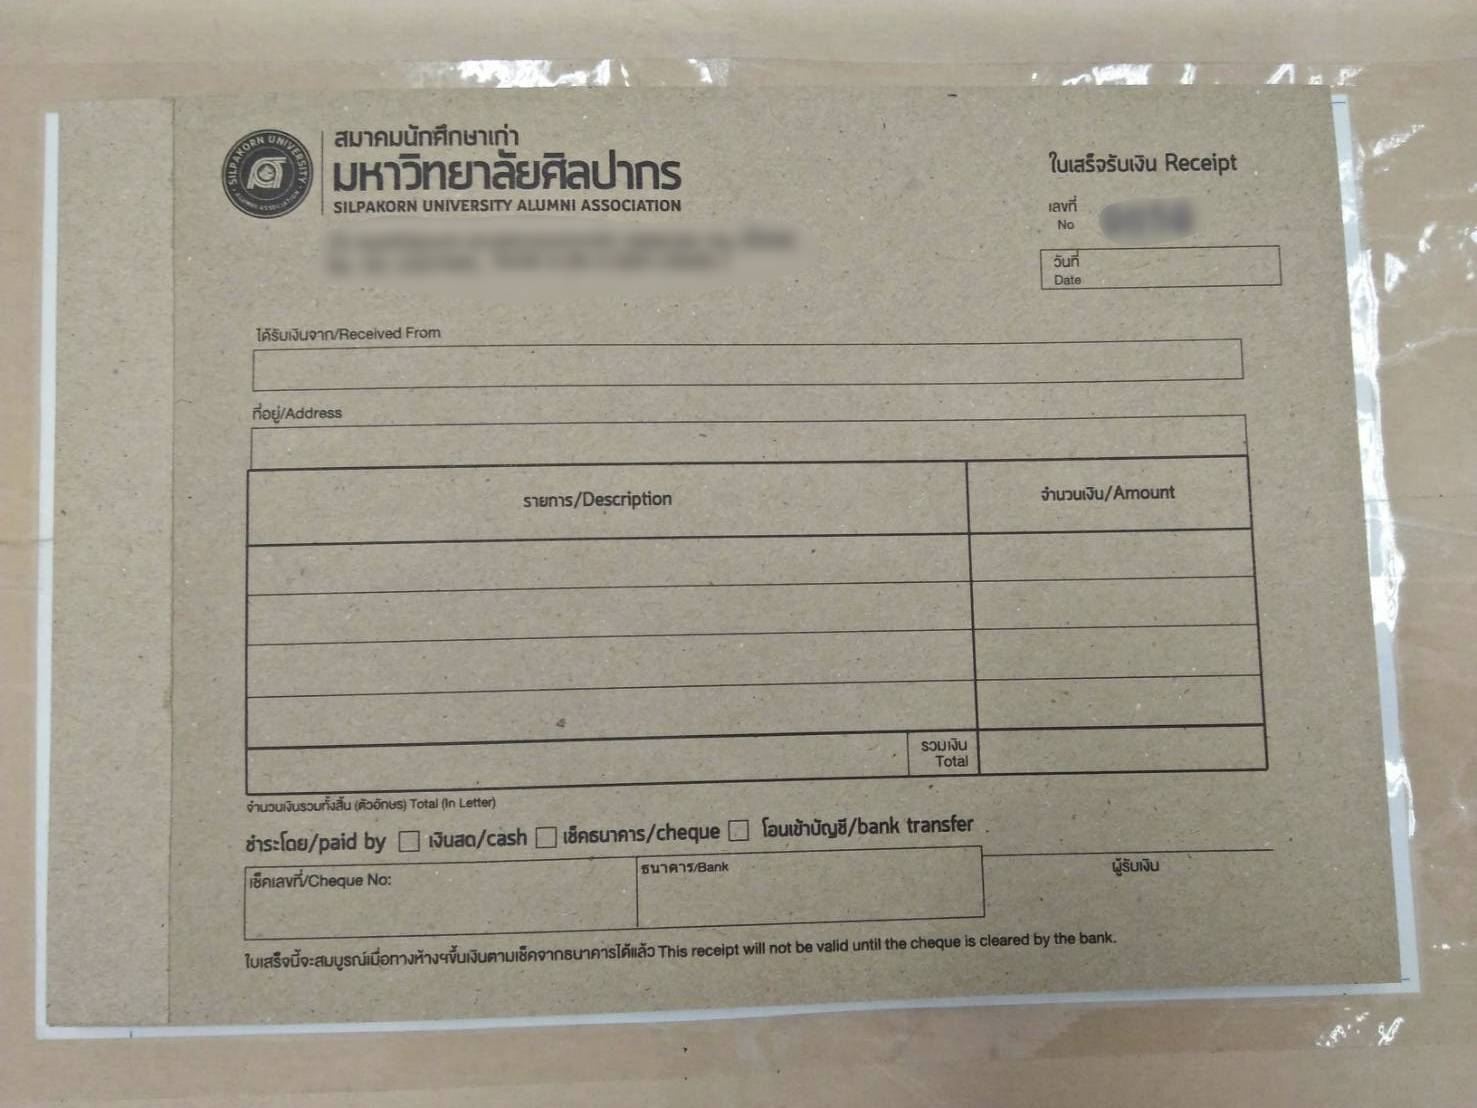 สมาคมนักศึกษาเก่า
มหาวิทยาลัยศิลปากร
SILPAKORN UNIVERSITY ALUMNI ASSOCIATION
SILPAKORN UNIVERSITY
ALUMNI ASSOCIATION
ใบเสร็จรับเงิน Receipt
เลขที่
No
วันที่
Date
ได้รับเงินจาก/Received From
ที่อยู่/Address
รายการ/Description จำนวนเงิน/Amount
รวมเงิน
Total
จำนวนเงินรวมทั้งสิ้น (ตัวอักษร) Total (In Letter)
ชำระโดย/paid by เงินสด/cash เช็คธนาคาร/cheque โอนเข้าบัญชี/bank transfer
เช็คเลขที่/Cheque No: ธนาคาร/Bank ผู้รับเงิน
ใบเสร็จนี้จะสมบูรณ์เมื่อทางห้างฯขึ้นเงินตามเช็คจากธนาคารได้แล้ว This receipt will not be valid until the cheque is cleared by the bank.